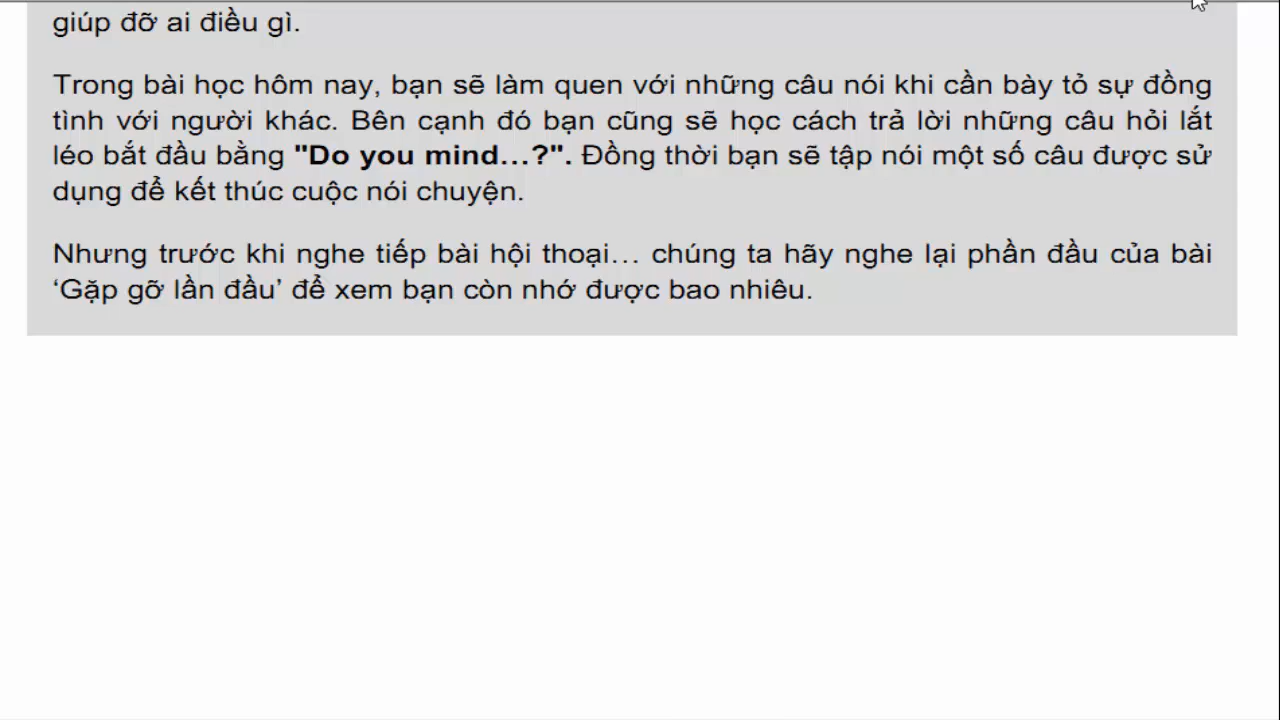 giúp đỡ ai điều gì.
Trong bài học hôm nay, bạn sẽ làm quen với những câu nói khi cần bày tỏ sự đồng
tình với người khác. Bên cạnh đó bạn cũng sẽ học cách trả lời những câu hỏi lắt
léo bắt đầu bằng "Do you mind...?". Đồng thời bạn sẽ tập nói một số câu được sử
dụng để kết thúc cuộc nói chuyện.
Nhưng trước khi nghe tiếp bài hội thoại... chúng ta hãy nghe lại phần đầu của bài
‘Gặp gỡ lần đầu’ để xem bạn còn nhớ được bao nhiêu.